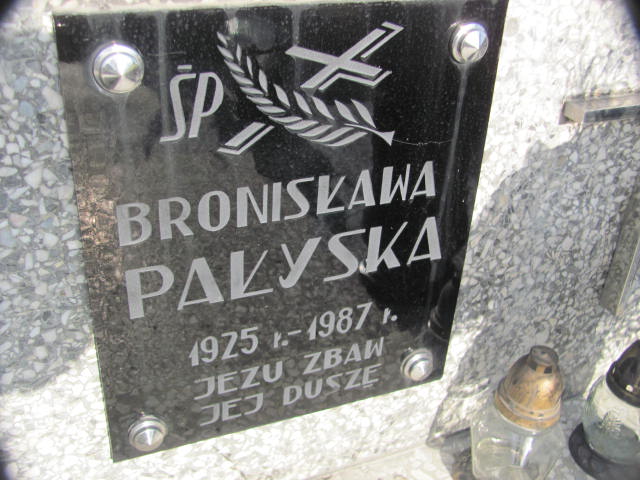 ŚP
BRONISŁAWA
PAŁYSKA
1925 r.-1987 r.
JEZU ZBAW
JEJ DUSZĘ